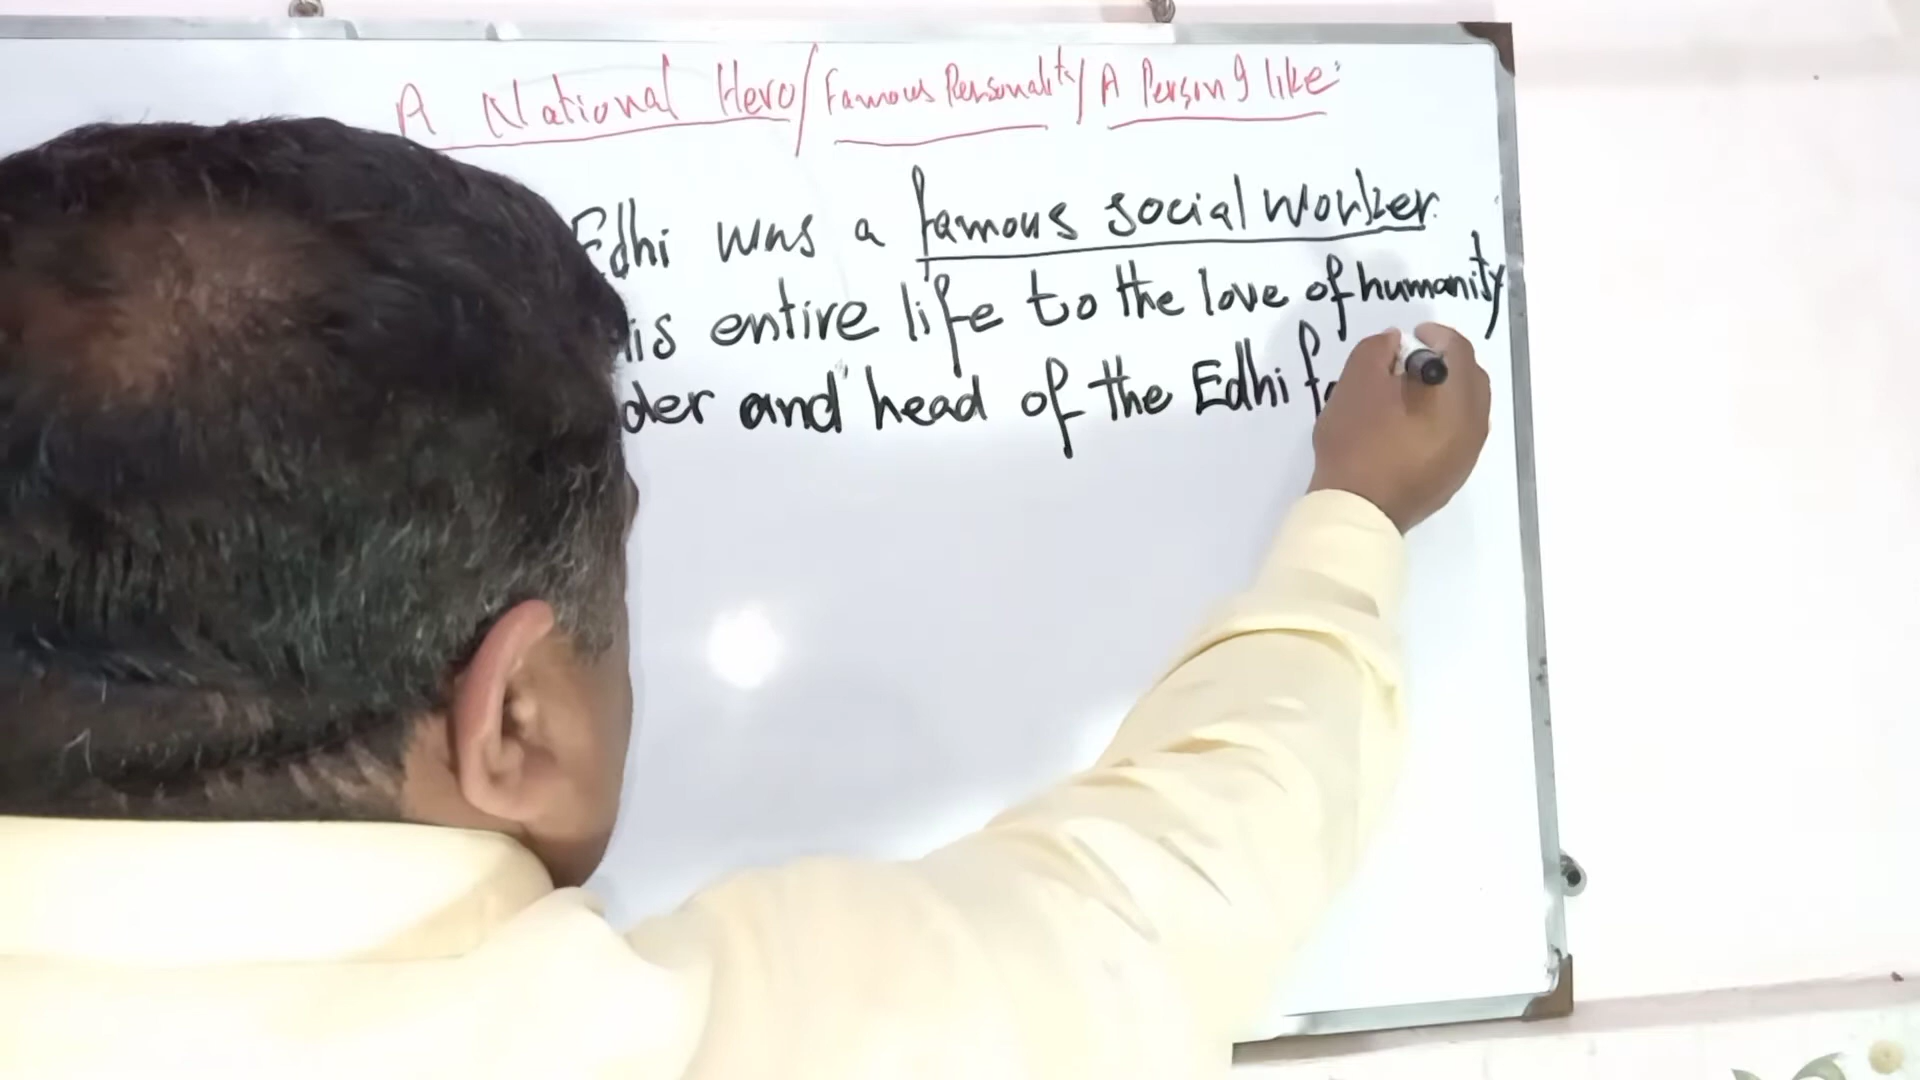 A National Hero/Famous Personality/A Person I like:
Edhi was a famous social worker.
is entire life to the love of humanity
der and head of the Edhi